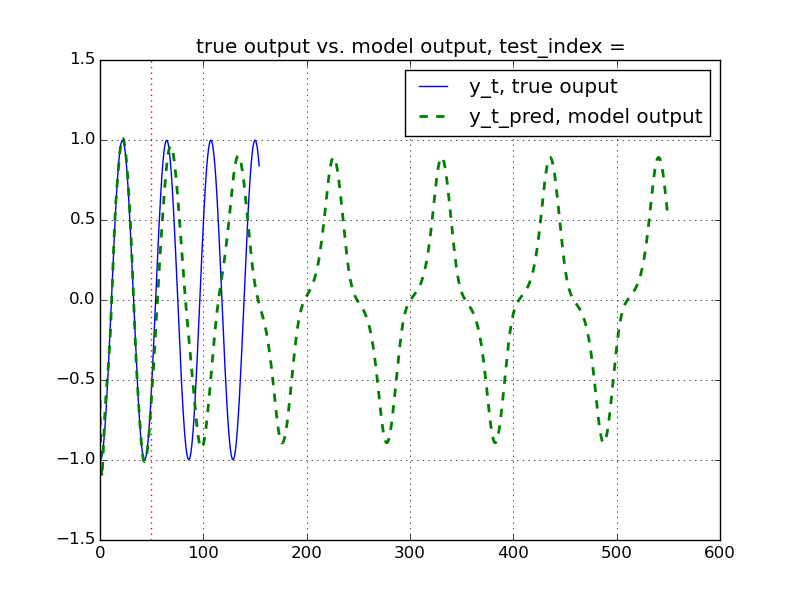 true output vs. model output, test_index =
y_t, true ouput
y_t_pred, model output
1.5
1.0
0.5
0.0
−0.5
−1.0
−1.5
0 100 200 300 400 500 600